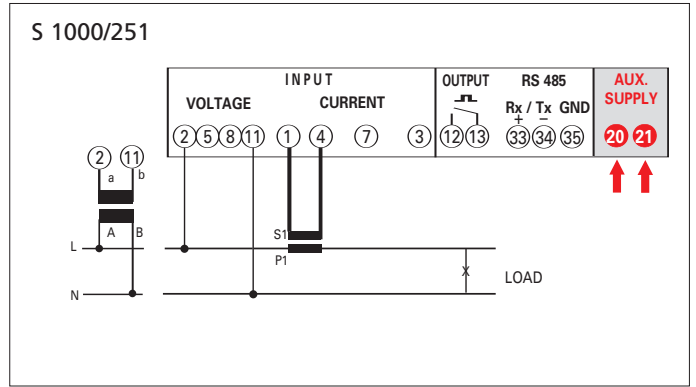 S 1000/251
INPUT
OUTPUT
RS 485
AUX.
SUPPLY
VOLTAGE
CURRENT
Rx / Tx GND
+ −
2 5 8 11 1 4 7 3 12 13 33 34 35 20 21
2 11
a b
A B
S1
L
P1
x
LOAD
N